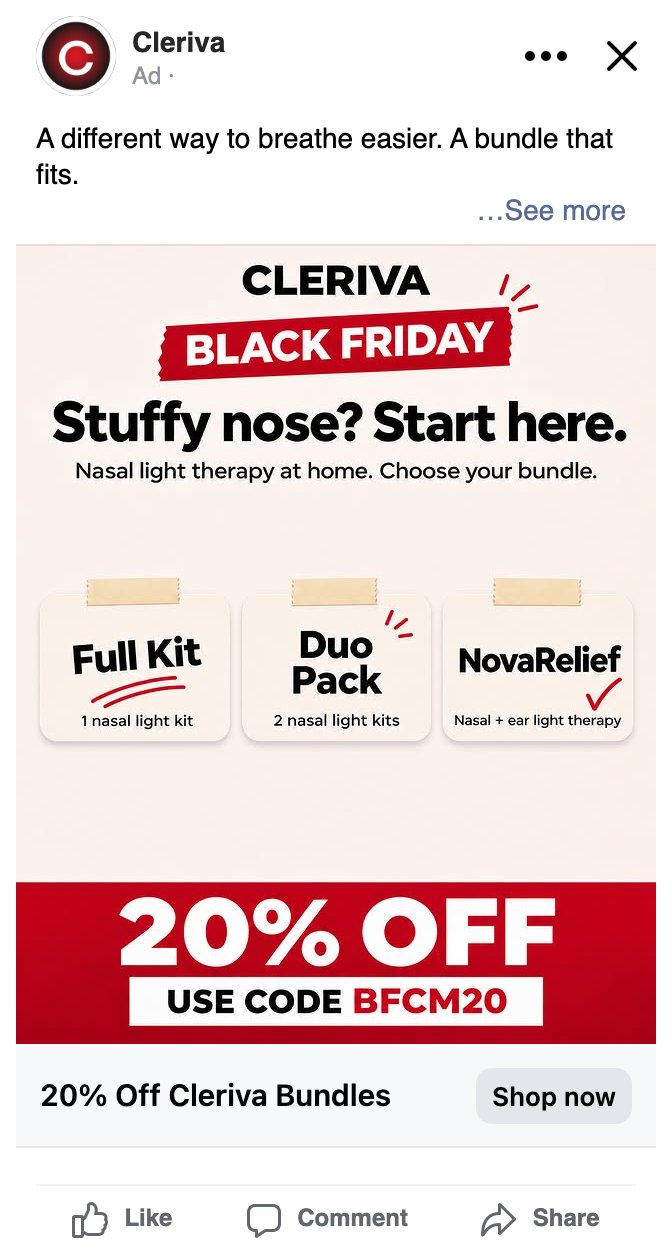 Cleriva
Ad ·
A different way to breathe easier. A bundle that
fits.
...See more
CLERIVA
BLACK FRIDAY
Stuffy nose? Start here.
Nasal light therapy at home. Choose your bundle.
Full Kit
1 nasal light kit
Duo
Pack
2 nasal light kits
NovaRelief
Nasal + ear light therapy
20% OFF
USE CODE BFCM20
20% Off Cleriva Bundles
Shop now
Like
Comment
Share